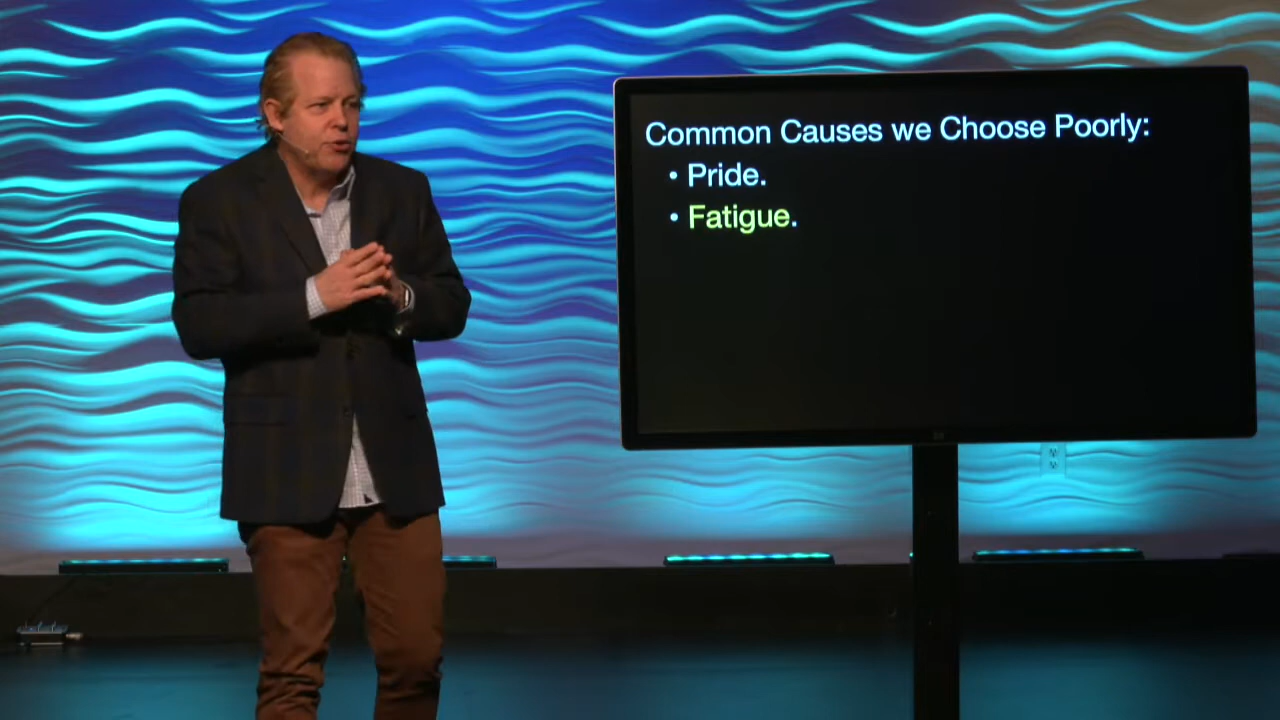 Common Causes we Choose Poorly:
• Pride.
• Fatigue.